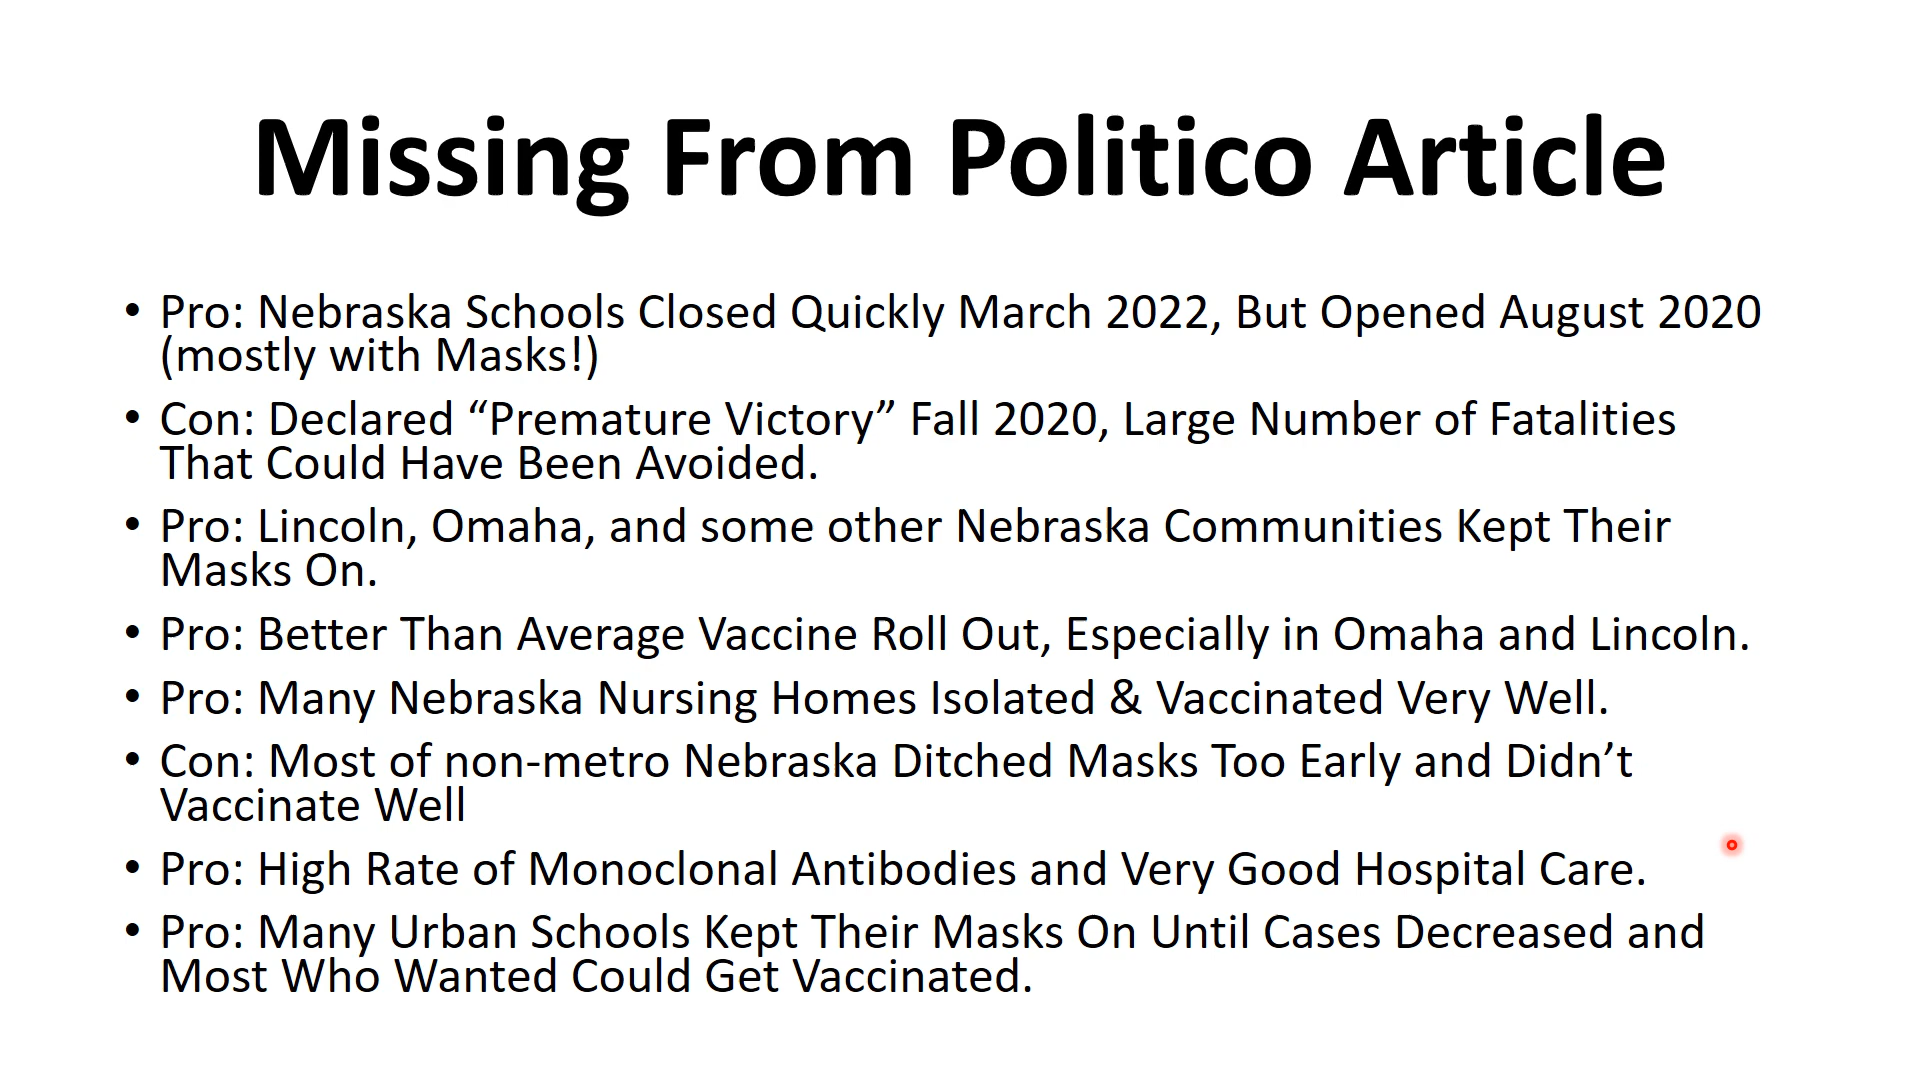 Missing From Politico Article
• Pro: Nebraska Schools Closed Quickly March 2022, But Opened August 2020
(mostly with Masks!)
• Con: Declared “Premature Victory” Fall 2020, Large Number of Fatalities
That Could Have Been Avoided.
• Pro: Lincoln, Omaha, and some other Nebraska Communities Kept Their
Masks On.
• Pro: Better Than Average Vaccine Roll Out, Especially in Omaha and Lincoln.
• Pro: Many Nebraska Nursing Homes Isolated & Vaccinated Very Well.
• Con: Most of non-metro Nebraska Ditched Masks Too Early and Didn’t
Vaccinate Well
• Pro: High Rate of Monoclonal Antibodies and Very Good Hospital Care.
• Pro: Many Urban Schools Kept Their Masks On Until Cases Decreased and
Most Who Wanted Could Get Vaccinated.